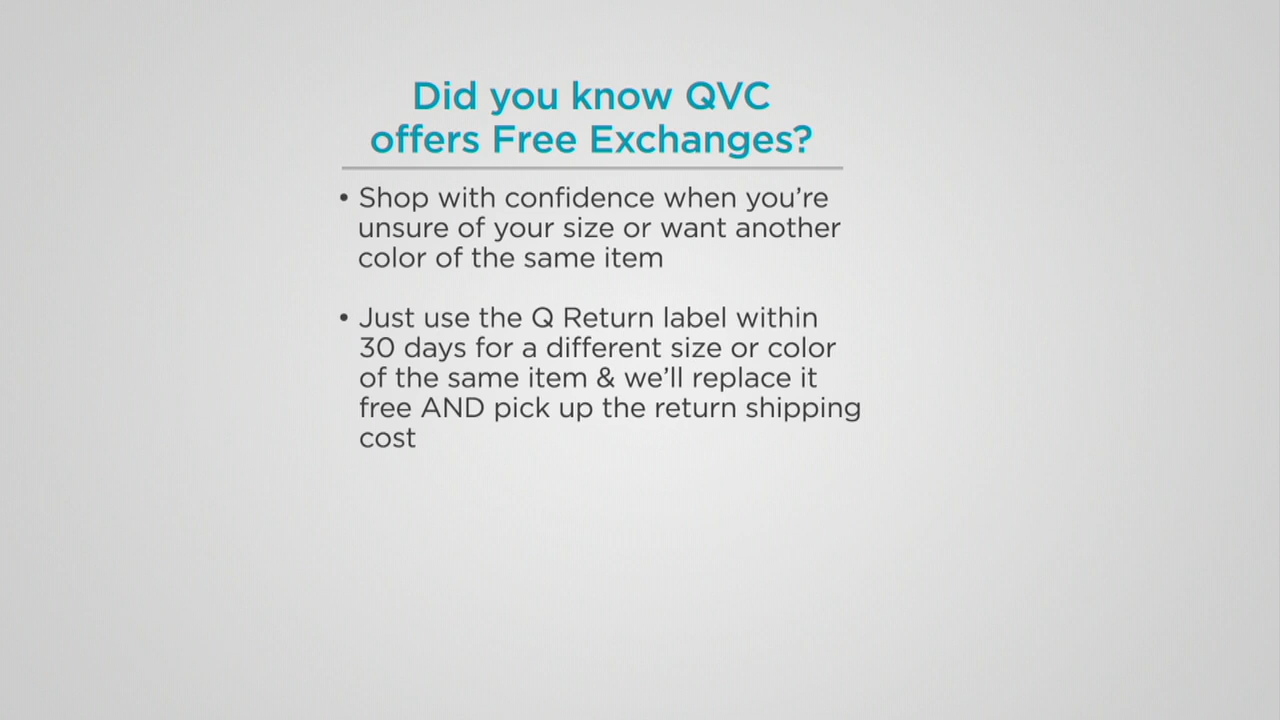 Did you know QVC
offers Free Exchanges?
• Shop with confidence when you're
unsure of your size or want another
color of the same item
• Just use the Q Return label within
30 days for a different size or color
of the same item & we'll replace it
free AND pick up the return shipping
cost